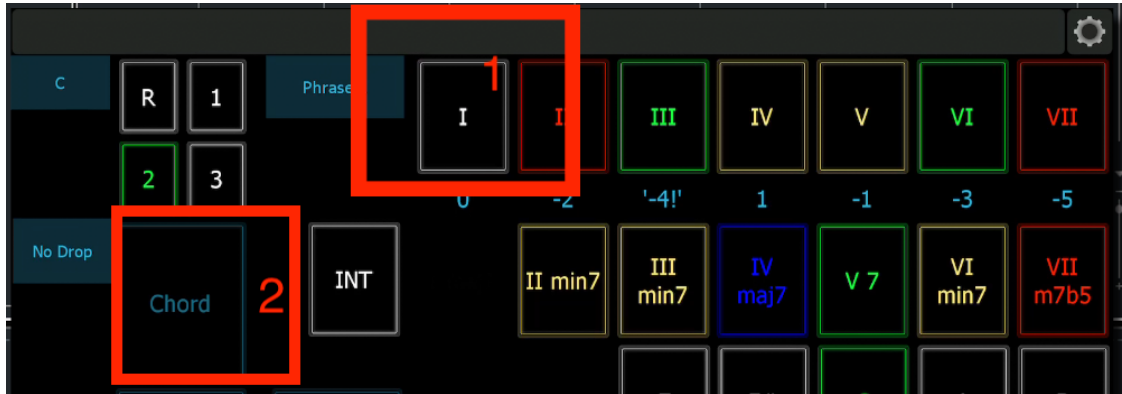 C
R
1
Phrase
1
I
II
III
IV
V
VI
VII
2
3
0
-2
'-4!'
1
-1
-3
-5
No Drop
Chord
2
INT
II min7
III
min7
IV
maj7
V 7
VI
min7
VII
m7b5